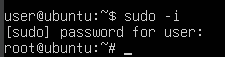 user@ubuntu:~$ sudo -i
[sudo] password for user:
root@ubuntu:~# _